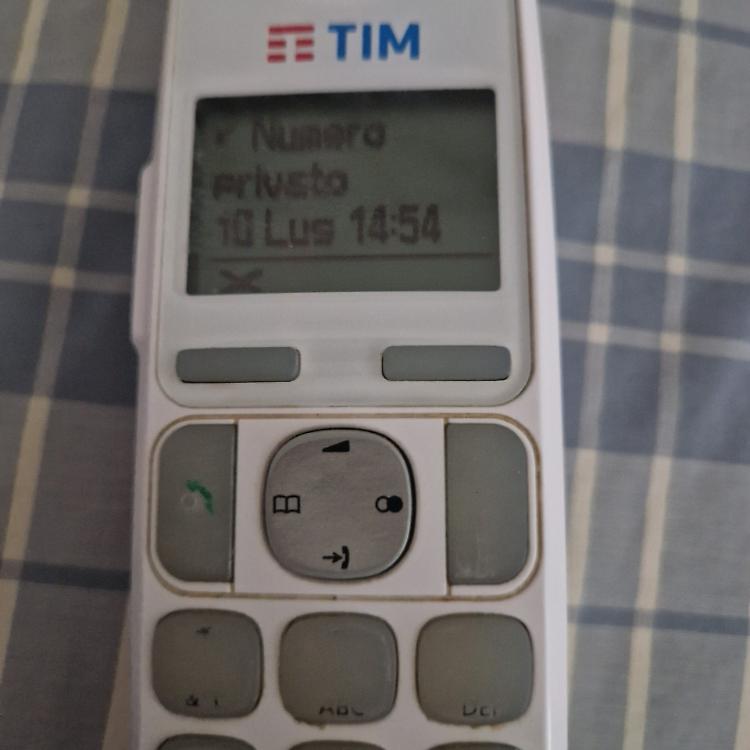 TIM
Numero
privato
10 Lug 14:54
ABC
DEF